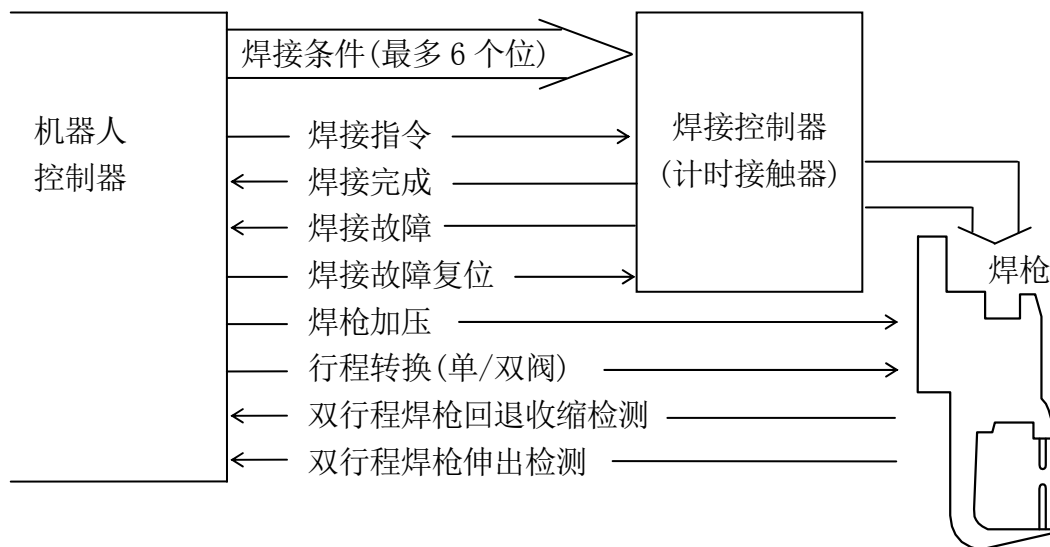 焊接条件(最多 6 个位)
机器人
控制器
焊接指令
焊接完成
焊接故障
焊接故障复位
焊枪加压
行程转换(单/双阀)
双行程焊枪回退收缩检测
双行程焊枪伸出检测
焊接控制器
(计时接触器)
焊枪